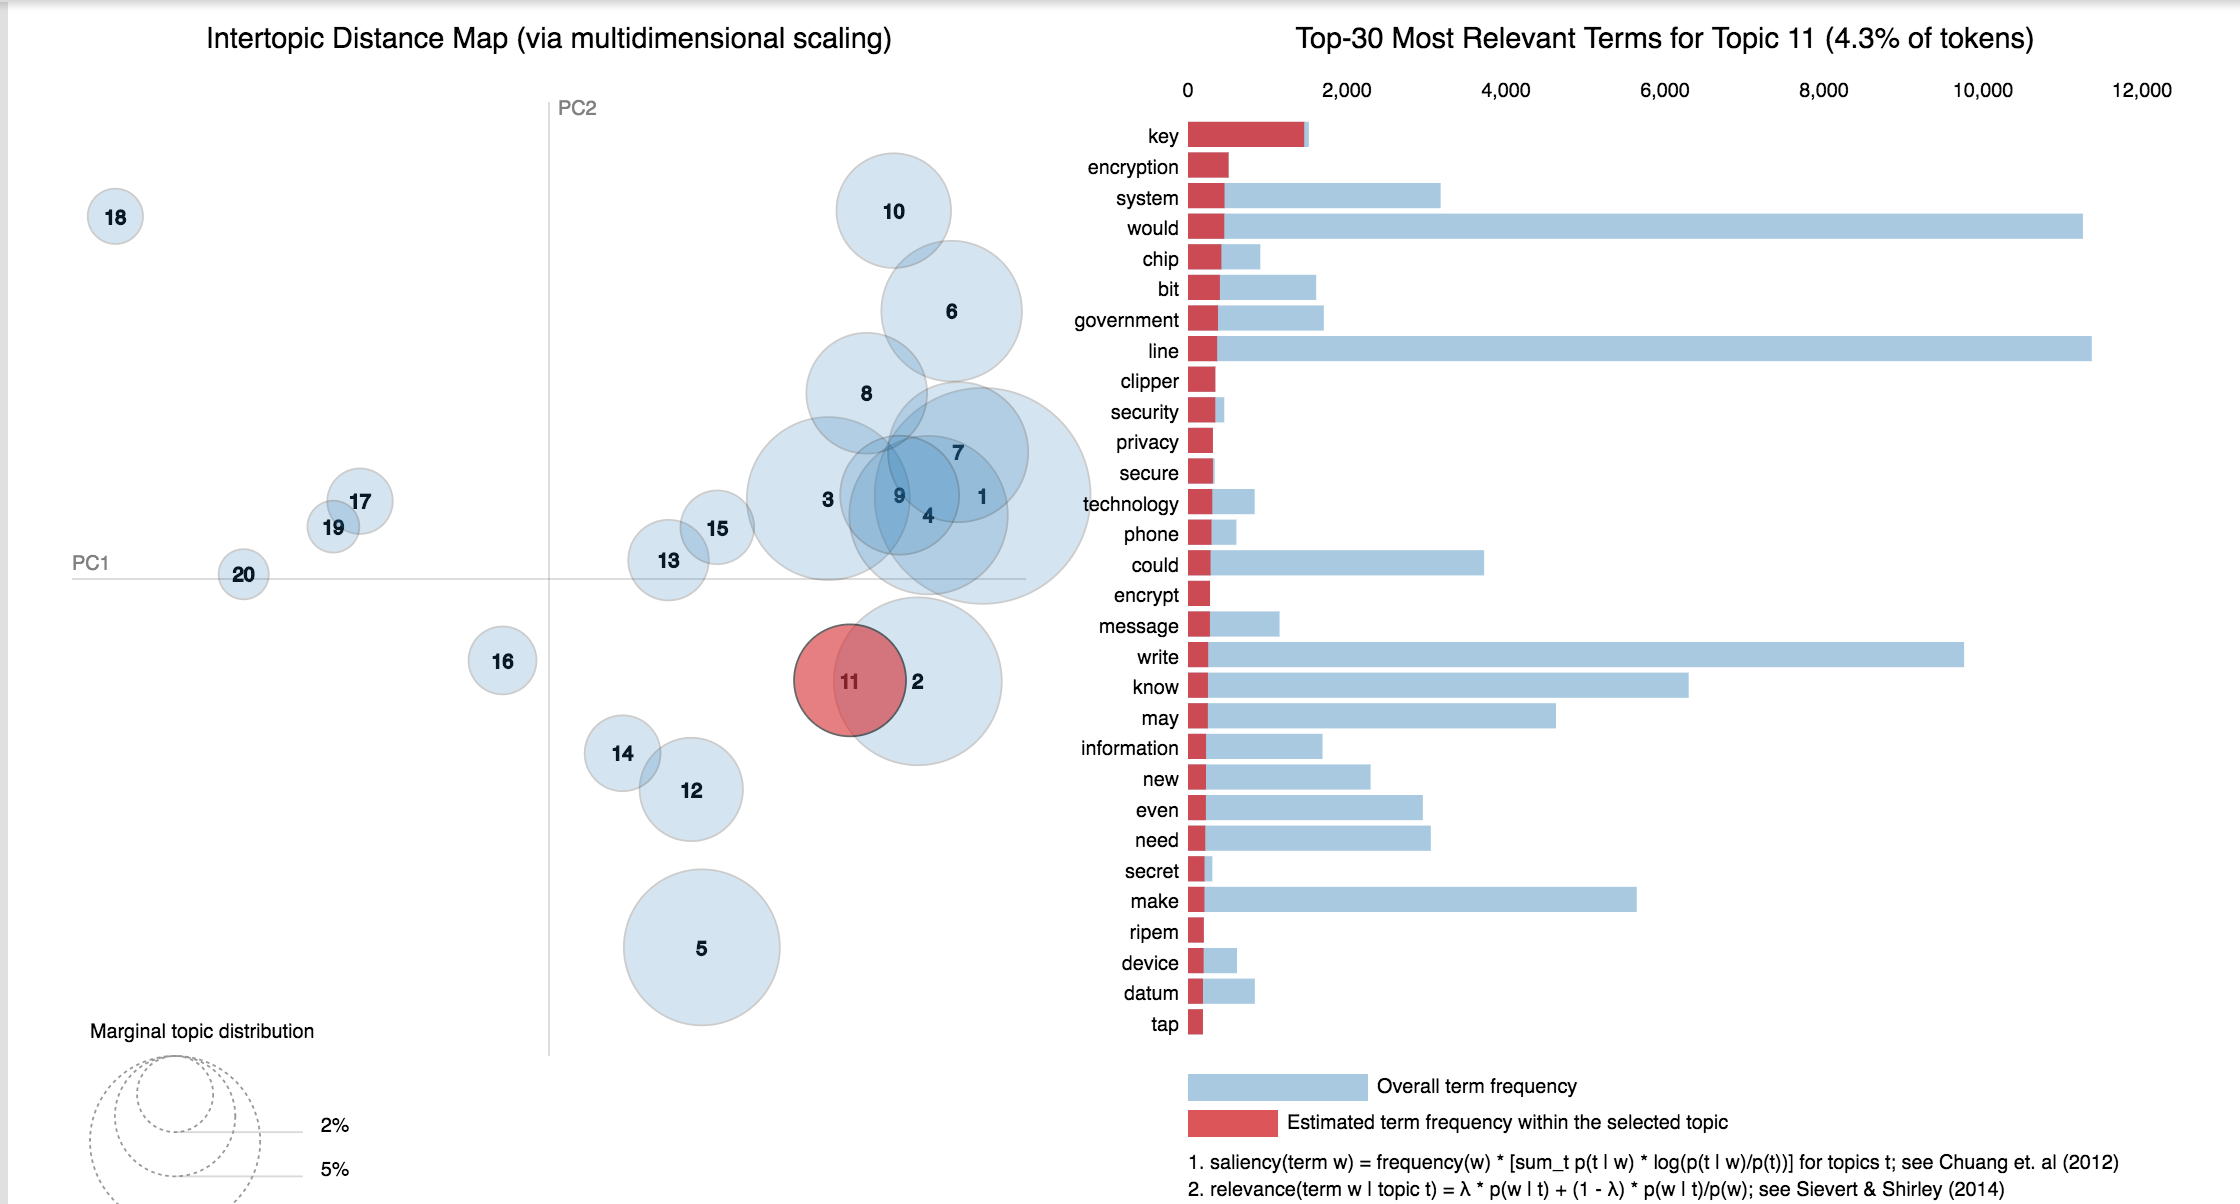 Intertopic Distance Map (via multidimensional scaling)
PC2
PC1
18
10
6
8
7
3
9
1
4
17
19
15
13
20
16
11
2
14
12
5
Marginal topic distribution
2%
5%
Top-30 Most Relevant Terms for Topic 11 (4.3% of tokens)
0 2,000 4,000 6,000 8,000 10,000 12,000
key
encryption
system
would
chip
bit
government
line
clipper
security
privacy
secure
technology
phone
could
encrypt
message
write
know
may
information
new
even
need
secret
make
ripem
device
datum
tap
Overall term frequency
Estimated term frequency within the selected topic
1. saliency(term w) = frequency(w) * [sum_t p(t | w) * log(p(t | w)/p(t))] for topics t; see Chuang et. al (2012)
2. relevance(term w | topic t) = λ * p(w | t) + (1 - λ) * p(w | t)/p(w); see Sievert & Shirley (2014)